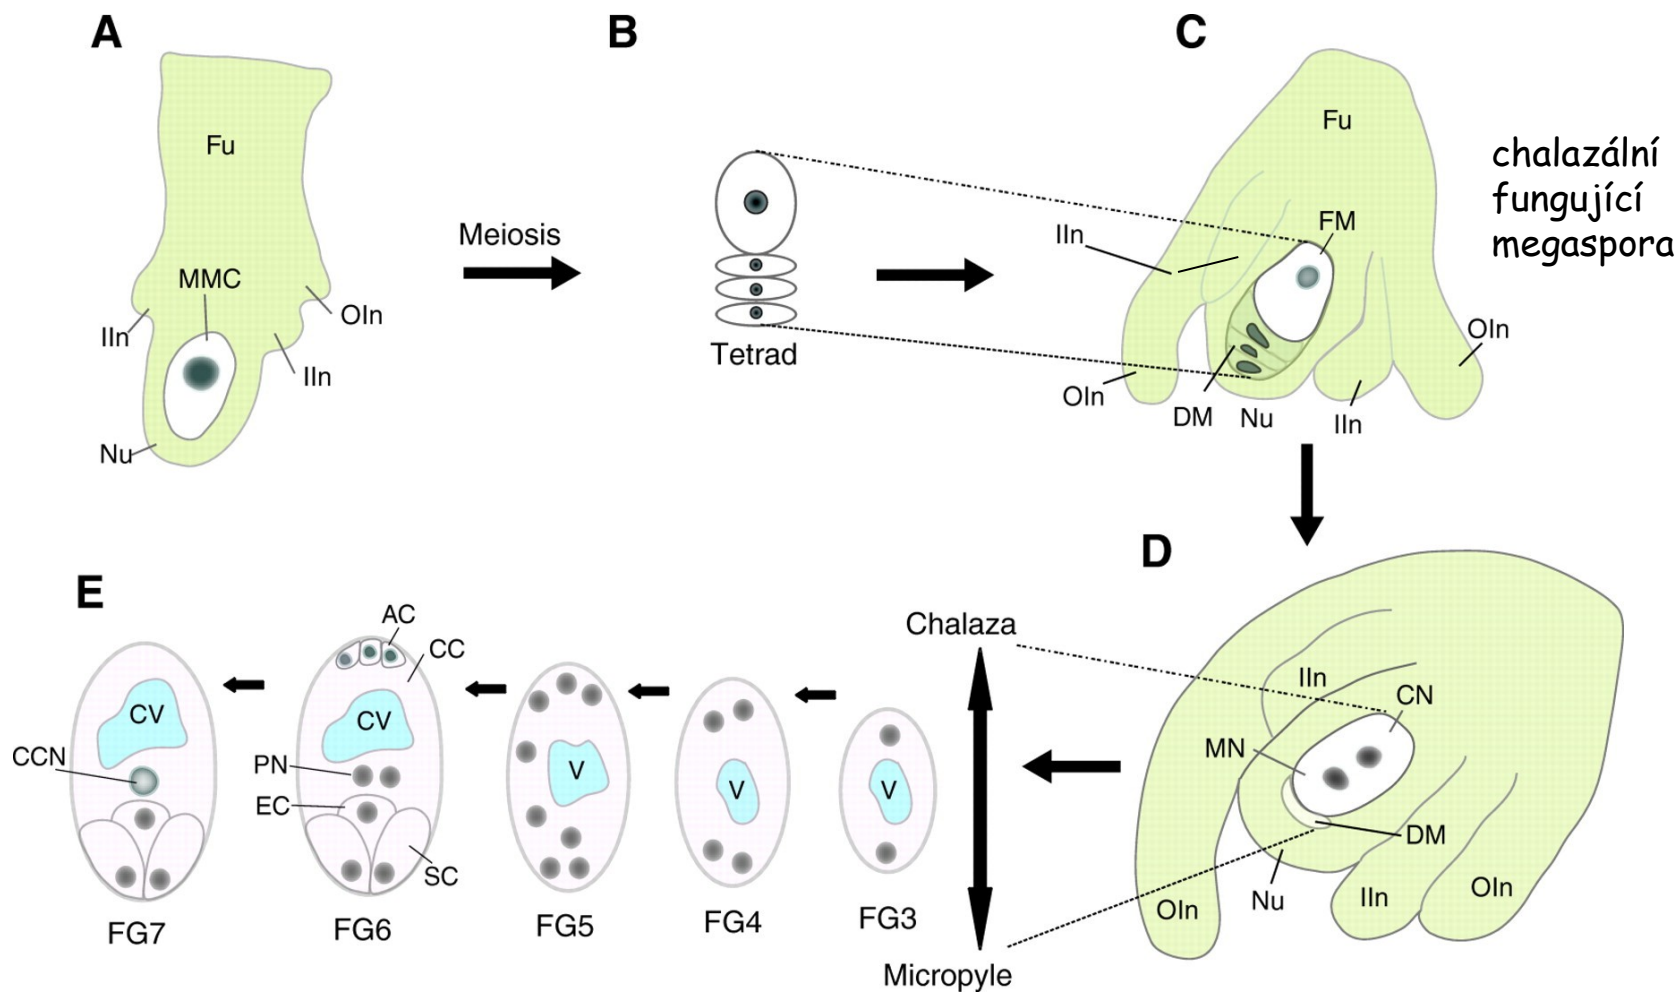 A
Fu
MMC
IIn
OIn
IIn
Nu
Meiosis
B
Tetrad
C
Fu
FM
IIn
OIn
OIn
DM
Nu
IIn
chalazální
fungující
megaspora
D
IIn
CN
MN
DM
Nu
OIn
IIn
OIn
Chalaza
Micropyle
E
CV
CCN
FG7
AC
CC
CV
PN
EC
SC
FG6
V
FG5
V
FG4
V
FG3